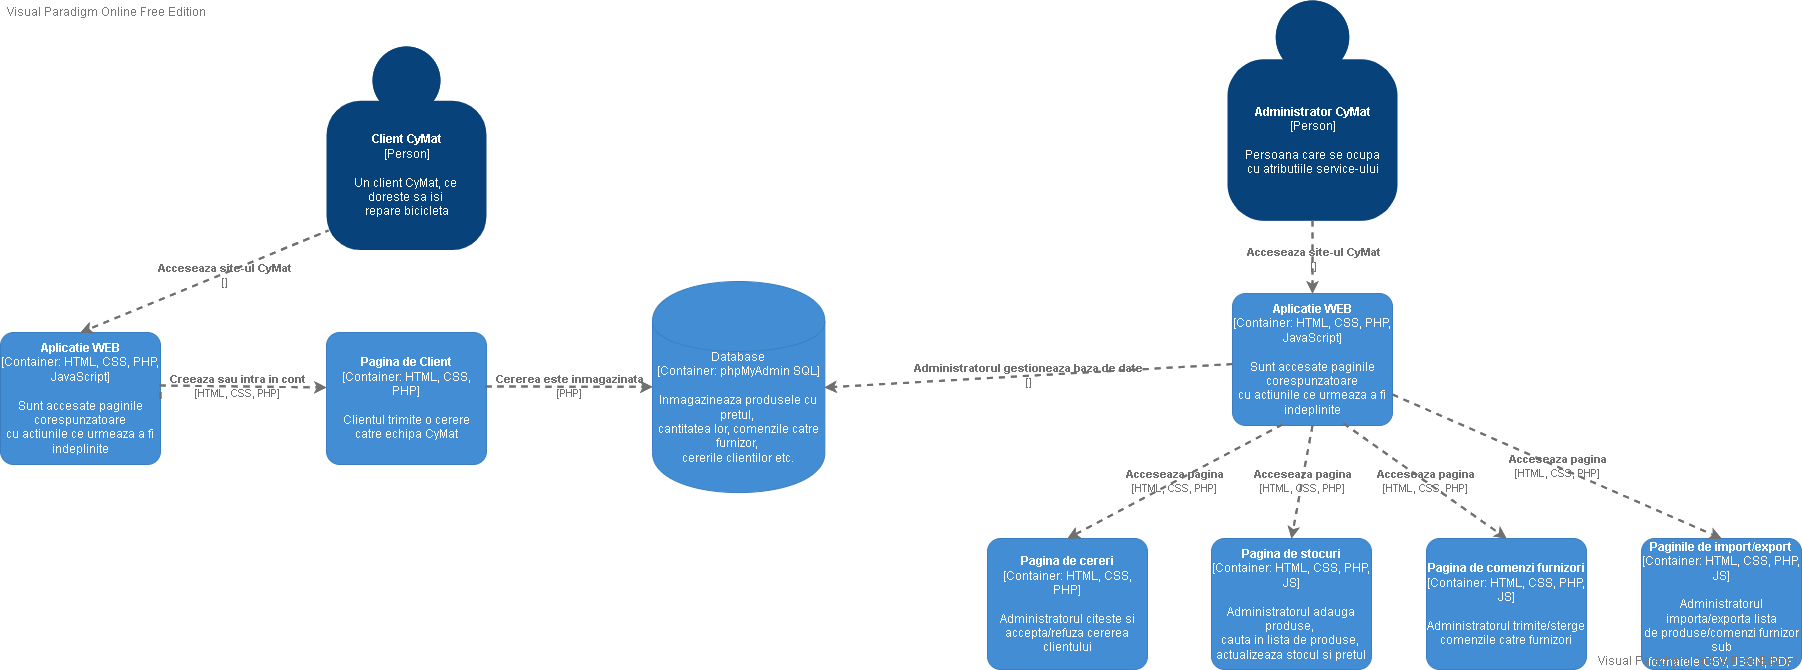 Visual Paradigm Online Free Edition
Client CyMat
[Person]
Un client CyMat, ce
doreste sa isi
repare bicicleta
Administrator CyMat
[Person]
Persoana care se ocupa
cu atributiile service-ului
Acceseaza site-ul CyMat
[]
Acceseaza site-ul CyMat
[]
Aplicatie WEB
[Container: HTML, CSS, PHP,
JavaScript]
Sunt accesate paginile
corespunzatoare
cu actiunile ce urmeaza a fi
indeplinite
Creeaza sau intra in cont
[HTML, CSS, PHP]
Pagina de Client
[Container: HTML, CSS,
PHP]
Clientul trimite o cerere
catre echipa CyMat
Cererea este inmagazinata
[PHP]
Database
[Container: phpMyAdmin SQL]
Inmagazineaza produsele cu
pretul,
cantitatea lor, comenzile catre
furnizor,
cererile clientilor etc.
Administratorul gestioneaza baza de date
[]
Aplicatie WEB
[Container: HTML, CSS, PHP,
JavaScript]
Sunt accesate paginile
corespunzatoare
cu actiunile ce urmeaza a fi
indeplinite
Acceseaza pagina
[HTML, CSS, PHP]
Acceseaza pagina
[HTML, CSS, PHP]
Acceseaza pagina
[HTML, CSS, PHP]
Acceseaza pagina
[HTML, CSS, PHP]
Pagina de cereri
[Container: HTML, CSS,
PHP]
Administratorul citeste si
accepta/refuza cererea
clientului
Pagina de stocuri
[Container: HTML, CSS, PHP,
JS]
Administratorul adauga
produse,
cauta in lista de produse,
actualizeaza stocul si pretul
Pagina de comenzi furnizori
[Container: HTML, CSS, PHP,
JS]
Administratorul trimite/sterge
comenzile catre furnizori
Paginile de import/export
[Container: HTML, CSS, PHP,
JS]
Administratorul
importa/exporta lista
de produse/comenzi furnizor
sub
formatele CSV, JSON, PDF
Visual